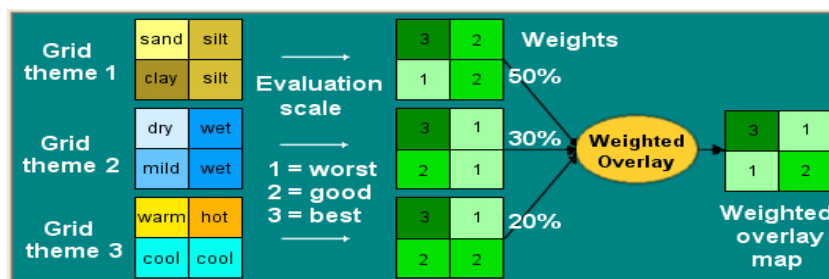 Grid
theme 1
sand silt
clay silt
Evaluation
scale
3 2
1 2
Weights
50%
Grid
theme 2
dry wet
mild wet
1 = worst
2 = good
3 = best
3 1
2 1
30%
Weighted
Overlay
3 1
1 2
Grid
theme 3
warm hot
cool cool
3 1
2 2
20%
Weighted
overlay
map